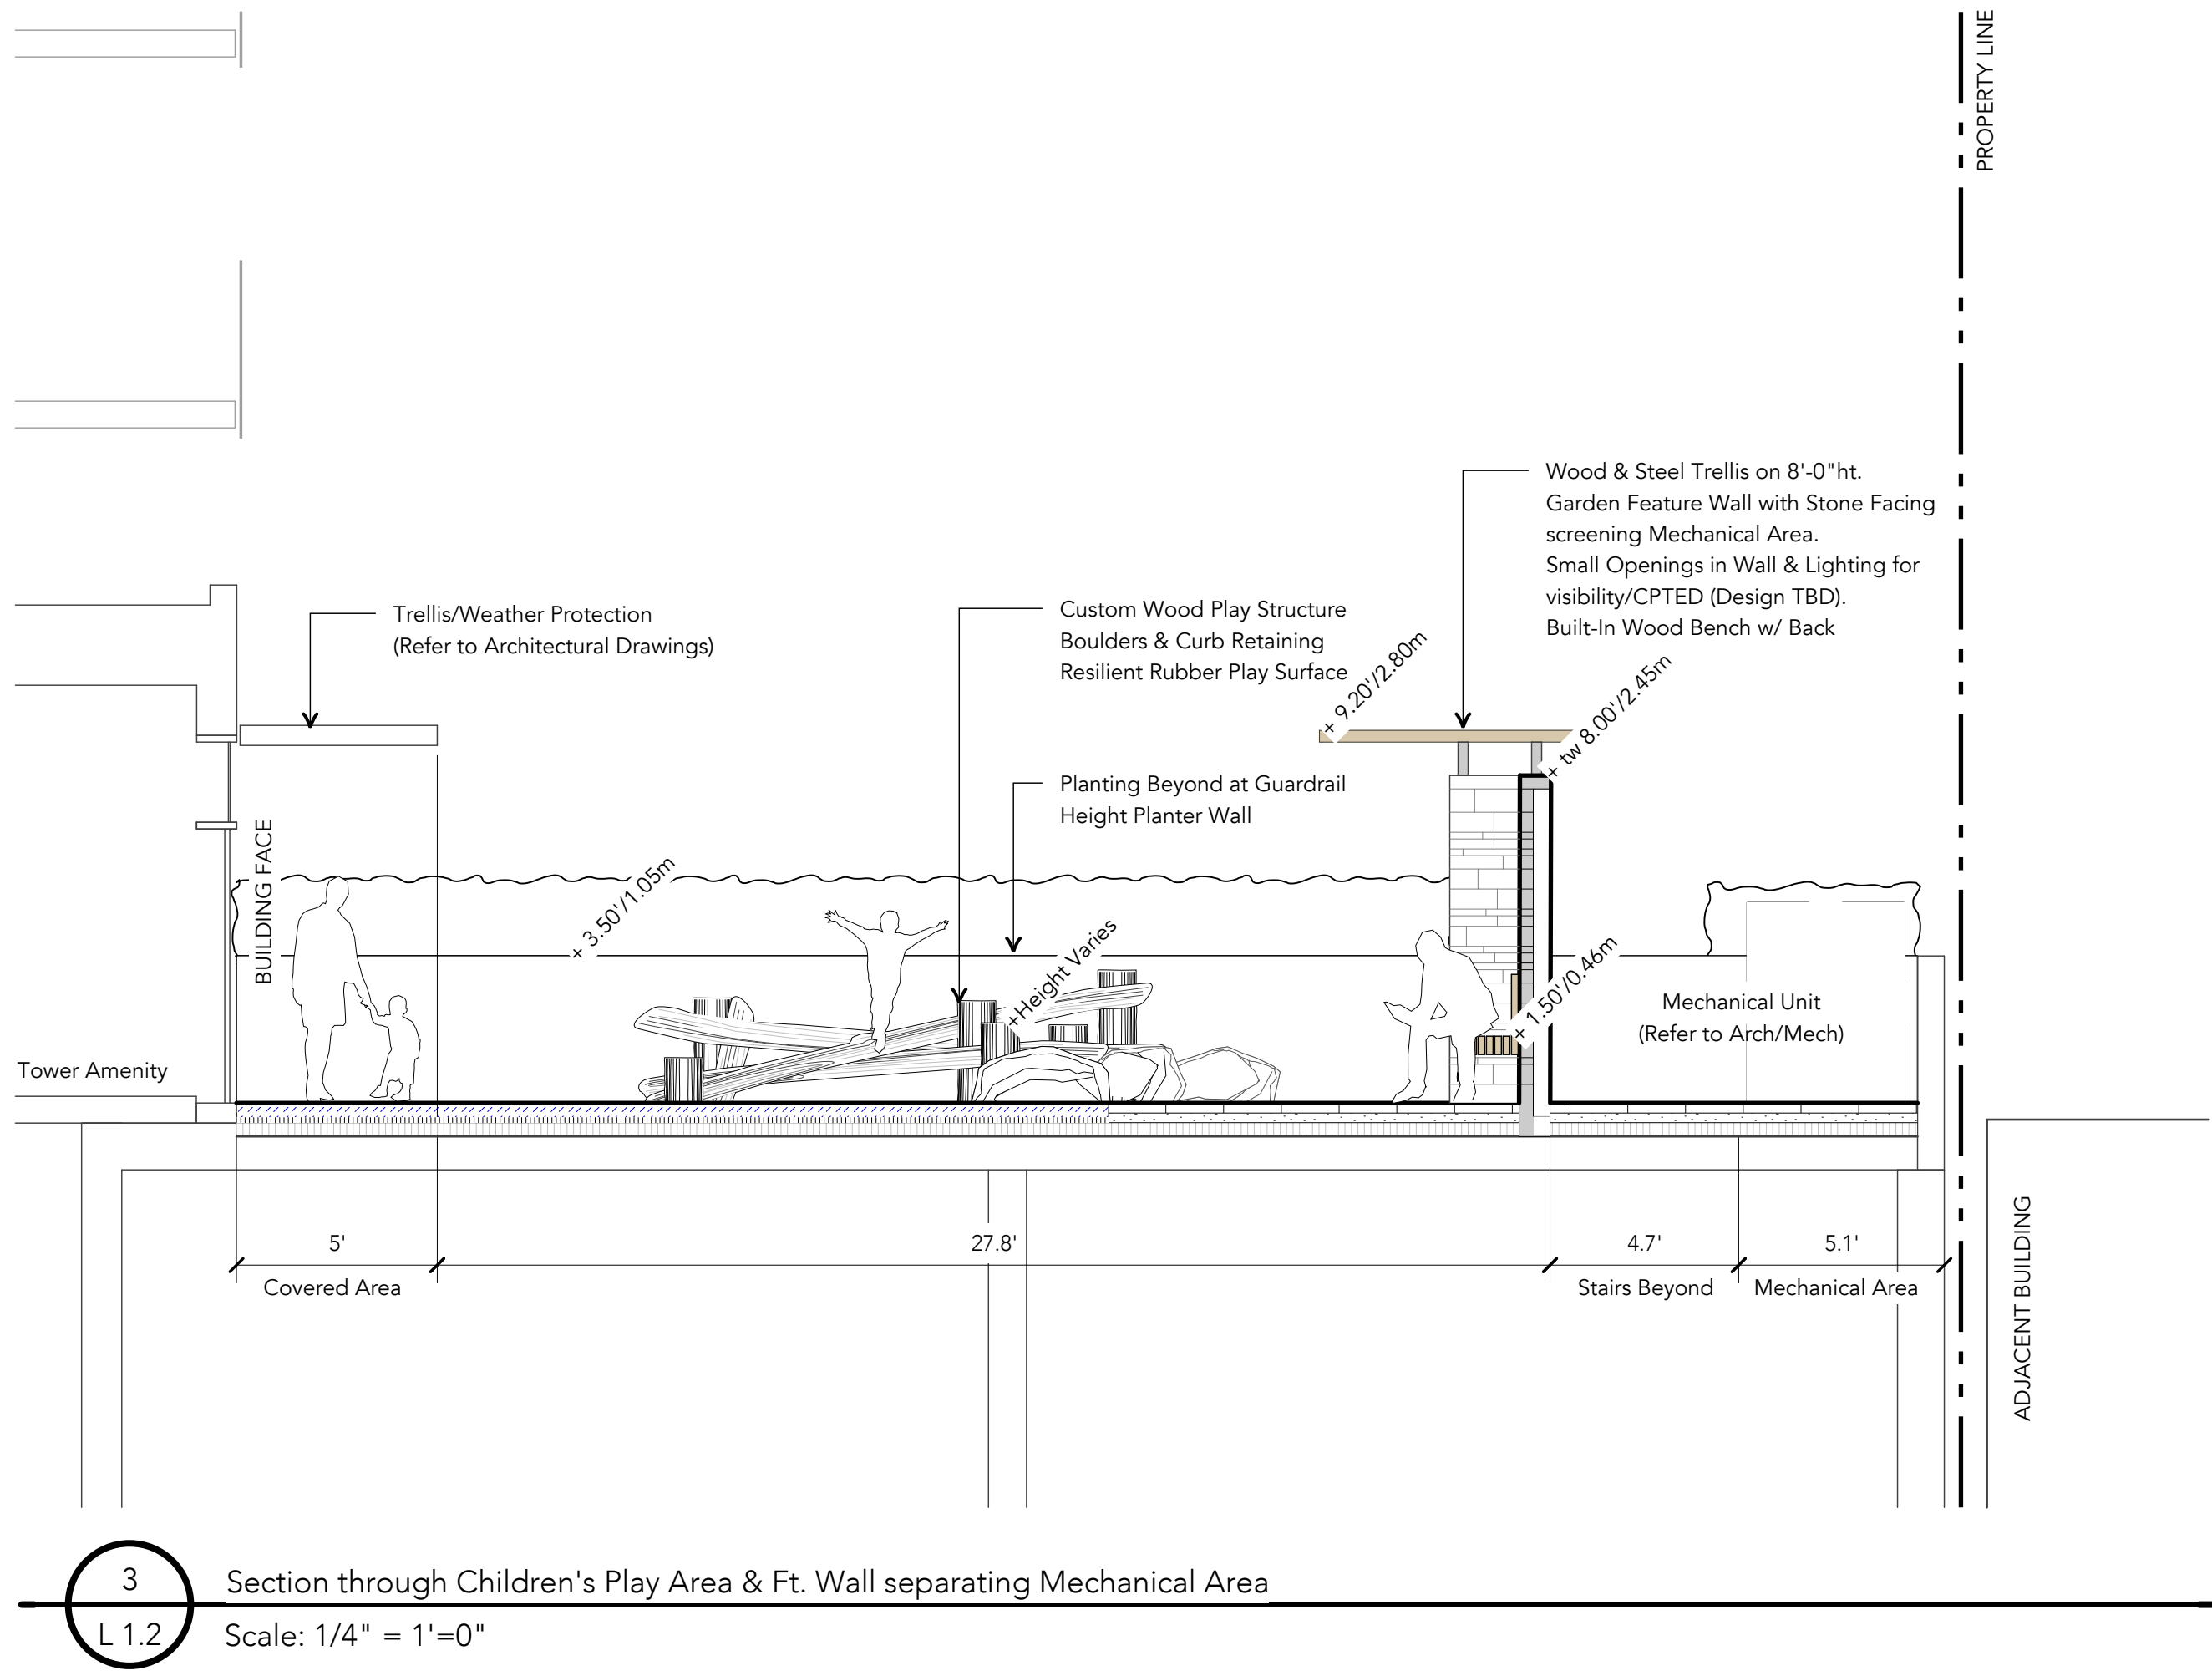 PROPERTY LINE
Wood & Steel Trellis on 8'-0"ht.
Garden Feature Wall with Stone Facing
screening Mechanical Area.
Small Openings in Wall & Lighting for
visibility/CPTED (Design TBD).
Built-In Wood Bench w/ Back
Trellis/Weather Protection
(Refer to Architectural Drawings)
Custom Wood Play Structure
Boulders & Curb Retaining
Resilient Rubber Play Surface
+ 9.20'/2.80m
+ tw 8.00'/2.45m
Planting Beyond at Guardrail
Height Planter Wall
BUILDING FACE
+ 3.50'/1.05m
+Height Varies
+ 1.50'/0.46m
Mechanical Unit
(Refer to Arch/Mech)
Tower Amenity
5'
27.8'
4.7'
5.1'
Covered Area
Stairs Beyond
Mechanical Area
ADJACENT BUILDING
3
Section through Children's Play Area & Ft. Wall separating Mechanical Area
L 1.2
Scale: 1/4" = 1'=0"